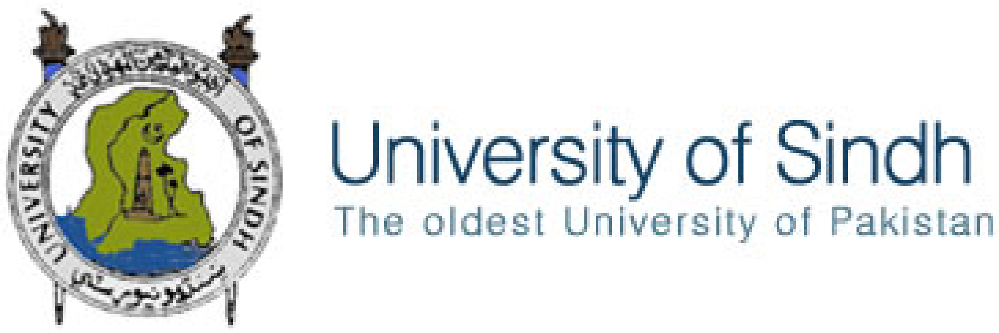 UNIVERSITY OF SINDH
University of Sindh
The oldest University of Pakistan